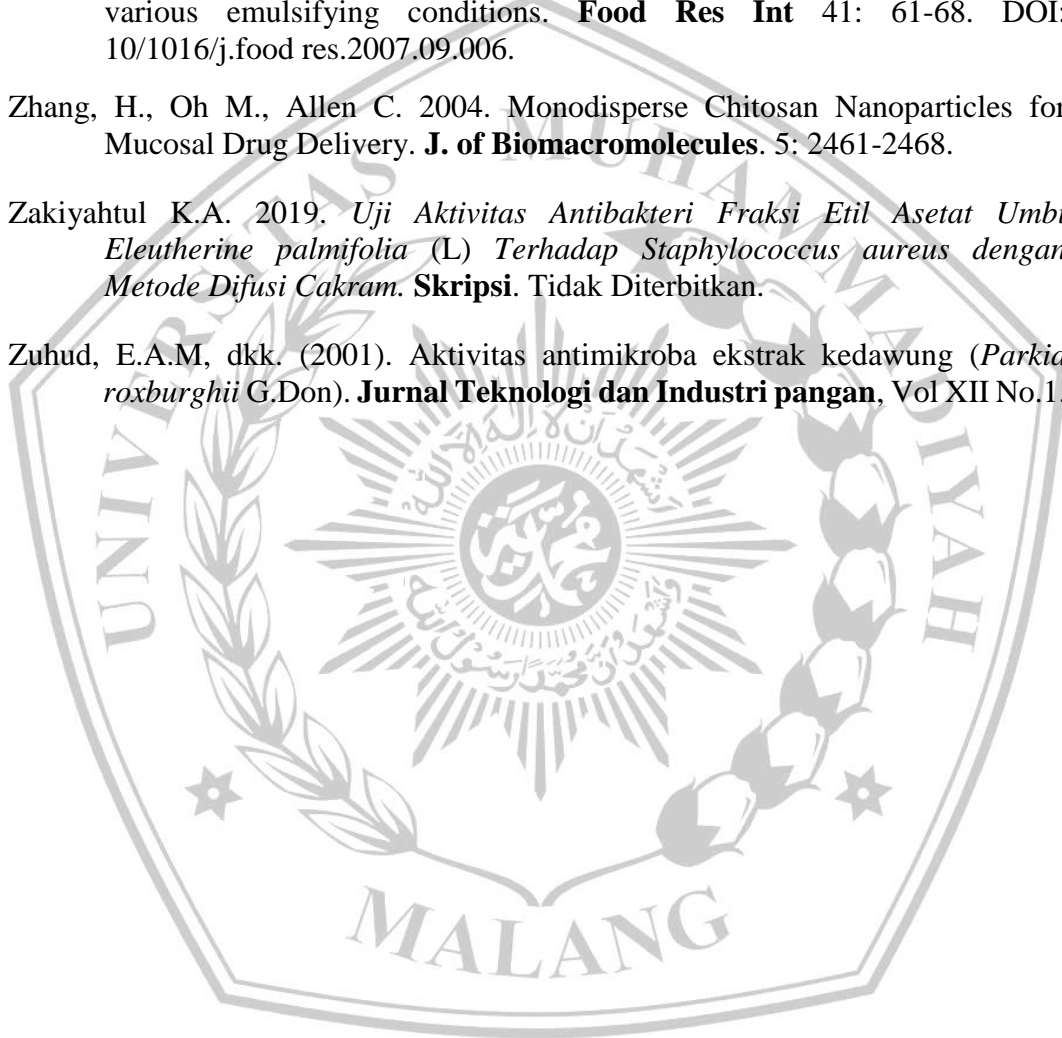 various emulsifying conditions. Food Res Int 41: 61-68. DOI:
10/1016/j.food res.2007.09.006.
Zhang, H., Oh M., Allen C. 2004. Monodisperse Chitosan Nanoparticles for
Mucosal Drug Delivery. J. of Biomacromolecules. 5: 2461-2468.
Zakiyahtul K.A. 2019. Uji Aktivitas Antibakteri Fraksi Etil Asetat Umbi
Eleutherine palmifolia (L) Terhadap Staphylococcus aureus dengan
Metode Difusi Cakram. Skripsi. Tidak Diterbitkan.
Zuhud, E.A.M, dkk. (2001). Aktivitas antimikroba ekstrak kedawung (Parkia
roxburghii G.Don). Jurnal Teknologi dan Industri pangan, Vol XII No.1.
UNIVERSITAS MUHAMMADIYAH
MALANG